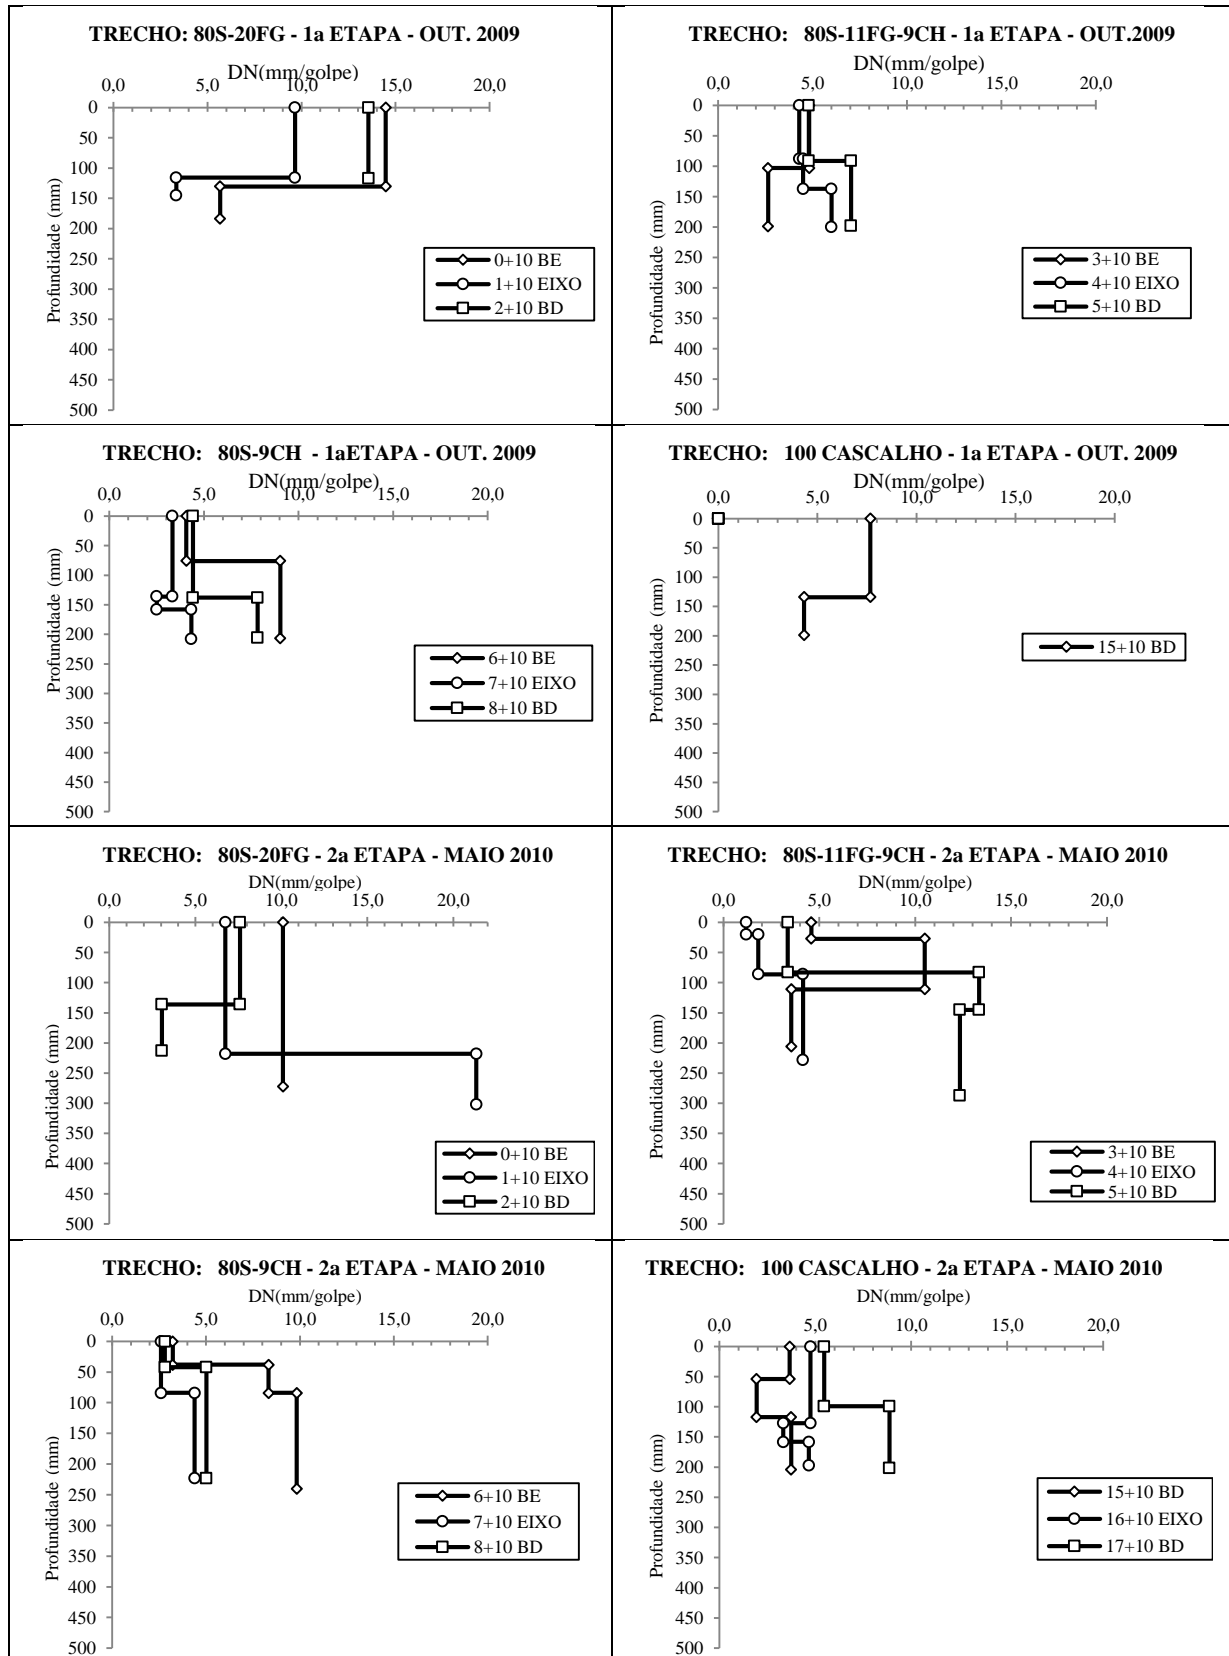 TRECHO: 80S-20FG - 1a ETAPA - OUT. 2009
DN(mm/golpe)
0,0 5,0 10,0 15,0 20,0
Profundidade (mm)
0
50
100
150
200
250
300
350
400
450
500
0+10 BE
1+10 EIXO
2+10 BD
TRECHO: 80S-11FG-9CH - 1a ETAPA - OUT.2009
DN(mm/golpe)
0,0 5,0 10,0 15,0 20,0
Profundidade (mm)
0
50
100
150
200
250
300
350
400
450
500
3+10 BE
4+10 EIXO
5+10 BD
TRECHO: 80S-9CH - 1aETAPA - OUT. 2009
DN(mm/golpe)
0,0 5,0 10,0 15,0 20,0
Profundidade (mm)
0
50
100
150
200
250
300
350
400
450
500
6+10 BE
7+10 EIXO
8+10 BD
TRECHO: 100 CASCALHO - 1a ETAPA - OUT. 2009
DN(mm/golpe)
0,0 5,0 10,0 15,0 20,0
Profundidade (mm)
0
50
100
150
200
250
300
350
400
450
500
15+10 BD
TRECHO: 80S-20FG - 2a ETAPA - MAIO 2010
DN(mm/golpe)
0,0 5,0 10,0 15,0 20,0
Profundidade (mm)
0
50
100
150
200
250
300
350
400
450
500
0+10 BE
1+10 EIXO
2+10 BD
TRECHO: 80S-11FG-9CH - 2a ETAPA - MAIO 2010
DN(mm/golpe)
0,0 5,0 10,0 15,0 20,0
Profundidade (mm)
0
50
100
150
200
250
300
350
400
450
500
3+10 BE
4+10 EIXO
5+10 BD
TRECHO: 80S-9CH - 2a ETAPA - MAIO 2010
DN(mm/golpe)
0,0 5,0 10,0 15,0 20,0
Profundidade (mm)
0
50
100
150
200
250
300
350
400
450
500
6+10 BE
7+10 EIXO
8+10 BD
TRECHO: 100 CASCALHO - 2a ETAPA - MAIO 2010
DN(mm/golpe)
0,0 5,0 10,0 15,0 20,0
Profundidade (mm)
0
50
100
150
200
250
300
350
400
450
500
15+10 BD
16+10 EIXO
17+10 BD